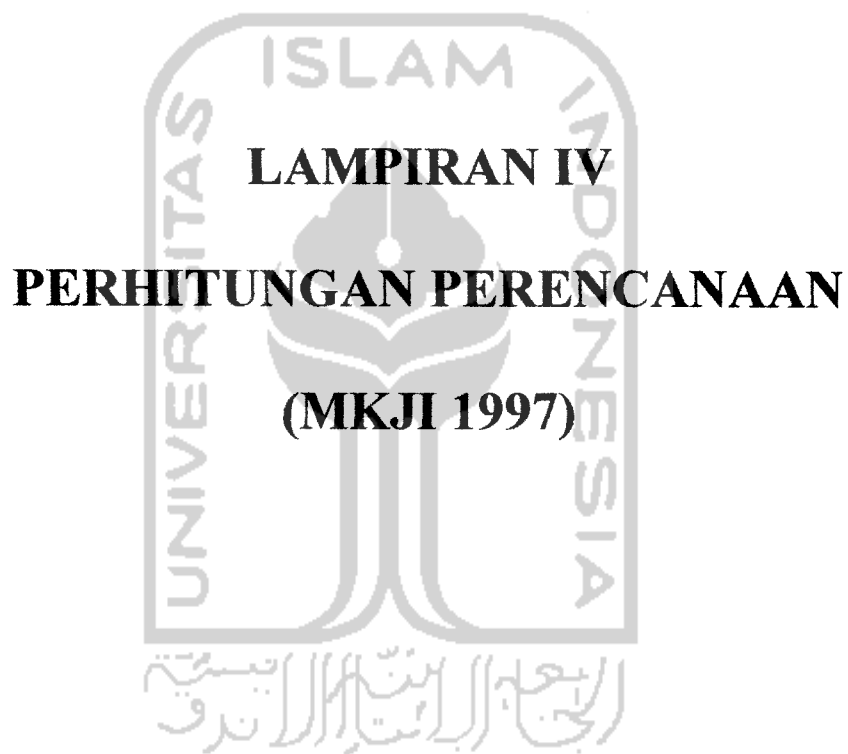 ISLAM
UNIVERSITAS
INDONESIA
LAMPIRAN IV
PERHITUNGAN PERENCANAAN
(MKJI 1997)